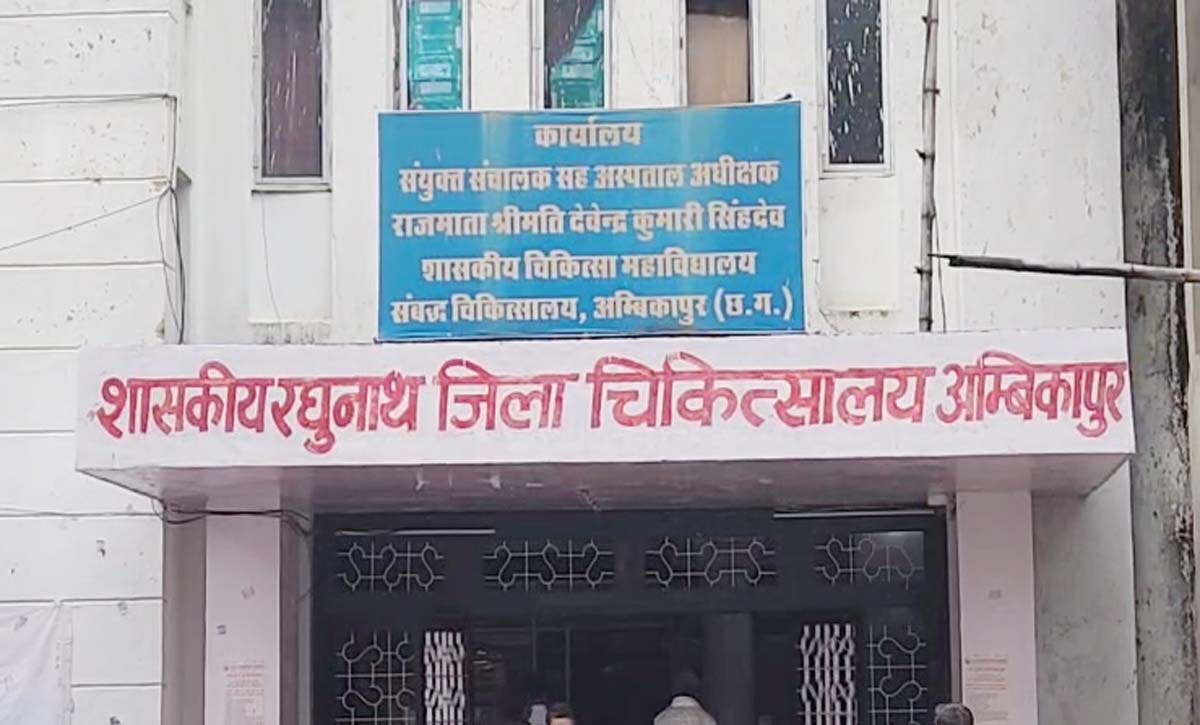 कार्यालय
संयुक्त संचालक सह अस्पताल अधीक्षक
राजमाता श्रीमति देवेन्द्र कुमारी सिंहदेव
शासकीय चिकित्सा महाविद्यालय
संबद्ध चिकित्सालय, अम्बिकापुर (छ.ग.)
शासकीय रघुनाथ जिला चिकित्सालय अम्बिकापुर